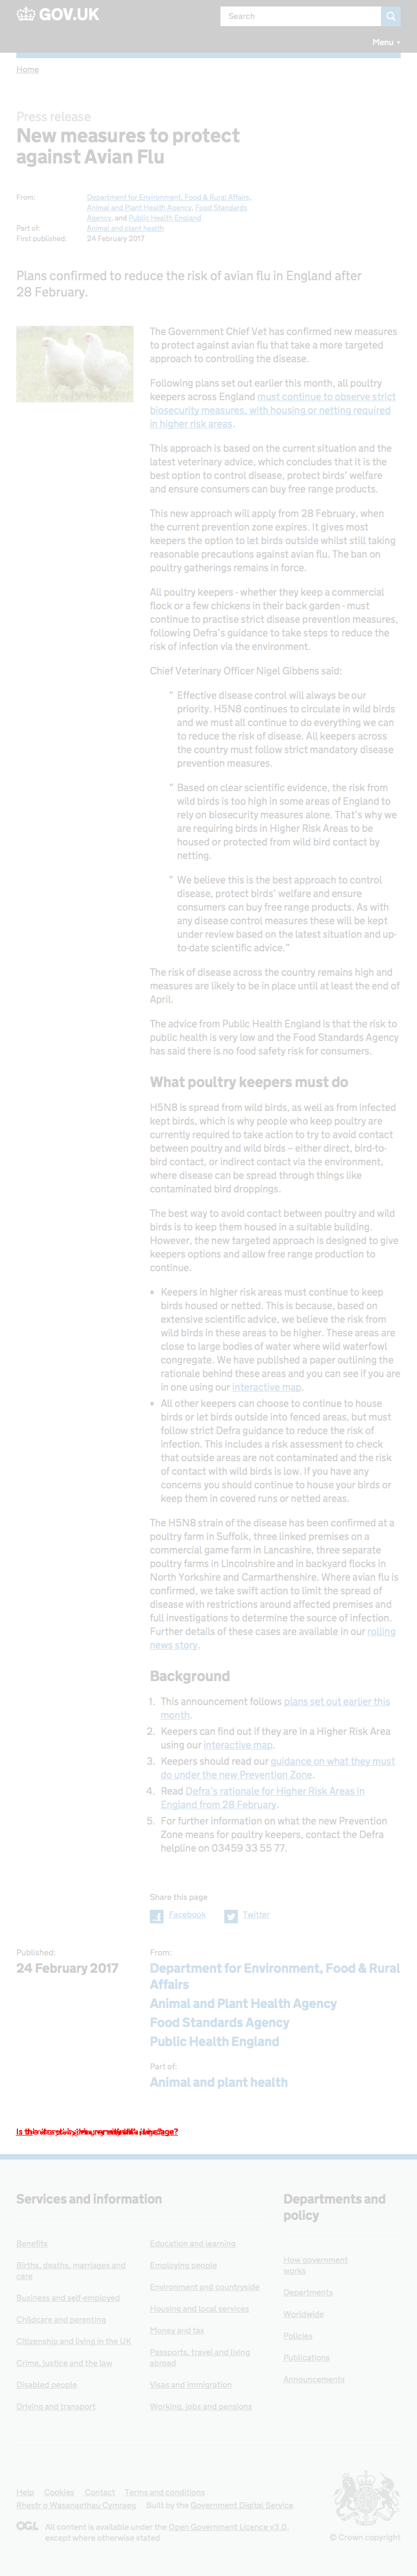 GOV.UK
Search
Menu
Home
Press release
New measures to protect
against Avian Flu
From:
Department for Environment, Food & Rural Affairs,
Animal and Plant Health Agency, Food Standards
Agency, and Public Health England
Part of:
Animal and plant health
First published:
24 February 2017
Plans confirmed to reduce the risk of avian flu in England after
28 February.
The Government Chief Vet has confirmed new measures
to protect against avian flu that take a more targeted
approach to controlling the disease.
Following plans set out earlier this month, all poultry
keepers across England must continue to observe strict
biosecurity measures, with housing or netting required
in higher risk areas.
This approach is based on the current situation and the
latest veterinary advice, which concludes that it is the
best option to control disease, protect birds' welfare
and ensure consumers can buy free range products.
This new approach will apply from 28 February, when
the current prevention zone expires. It gives most
keepers the option to let birds outside whilst still taking
reasonable precautions against avian flu. The ban on
poultry gatherings remains in force.
All poultry keepers - whether they keep a commercial
flock or a few chickens in their back garden - must
continue to practise strict disease prevention measures,
following Defra's guidance to take steps to reduce the
risk of infection via the environment.
Chief Veterinary Officer Nigel Gibbens said:
" Effective disease control will always be our
priority. H5N8 continues to circulate in wild birds
and we must all continue to do everything we can
to reduce the risk of disease. All keepers across
the country must follow strict mandatory disease
prevention measures.
" Based on clear scientific evidence, the risk from
wild birds is too high in some areas of England to
rely on biosecurity measures alone. That's why we
are requiring birds in Higher Risk Areas to be
housed or protected from wild bird contact by
netting.
" We believe this is the best approach to control
disease, protect birds' welfare and ensure
consumers can buy free range products. As with
any disease control measures these will be kept
under review based on the latest situation and up-
to-date scientific advice."
The risk of disease across the country remains high and
measures are likely to be in place until at least the end of
April.
The advice from Public Health England is that the risk to
public health is very low and the Food Standards Agency
has said there is no food safety risk for consumers.
What poultry keepers must do
H5N8 is spread from wild birds, as well as from infected
kept birds, which is why people who keep poultry are
currently required to take action to try to avoid contact
between poultry and wild birds – either direct, bird-to-
bird contact, or indirect contact via the environment,
where disease can be spread through things like
contaminated bird droppings.
The best way to avoid contact between poultry and wild
birds is to keep them housed in a suitable building.
However, the new targeted approach is designed to give
keepers options and allow free range production to
continue.
• Keepers in higher risk areas must continue to keep
birds housed or netted. This is because, based on
extensive scientific advice, we believe the risk from
wild birds in these areas to be higher. These areas are
close to large bodies of water where wild waterfowl
congregate. We have published a paper outlining the
rationale behind these areas and you can see if you are
in one using our interactive map.
• All other keepers can choose to continue to house
birds or let birds outside into fenced areas, but must
follow strict Defra guidance to reduce the risk of
infection. This includes a risk assessment to check
that outside areas are not contaminated and the risk
of contact with wild birds is low. If you have any
concerns you should continue to house your birds or
keep them in covered runs or netted areas.
The H5N8 strain of the disease has been confirmed at a
poultry farm in Suffolk, three linked premises on a
commercial game farm in Lancashire, three separate
poultry farms in Lincolnshire and in backyard flocks in
North Yorkshire and Carmarthenshire. Where avian flu is
confirmed, we take swift action to limit the spread of
disease with restrictions around affected premises and
full investigations to determine the source of infection.
Further details of these cases are available in our rolling
news story.
Background
1. This announcement follows plans set out earlier this
month.
2. Keepers can find out if they are in a Higher Risk Area
using our interactive map.
3. Keepers should read our guidance on what they must
do under the new Prevention Zone.
4. Read Defra's rationale for Higher Risk Areas in
England from 28 February.
5. For further information on what the new Prevention
Zone means for poultry keepers, contact the Defra
helpline on 03459 33 55 77.
Share this page
Facebook
Twitter
Published:
24 February 2017
From:
Department for Environment, Food & Rural
Affairs
Animal and Plant Health Agency
Food Standards Agency
Public Health England
Part of:
Animal and plant health
Services and information
Departments and
policy
Benefits
Births, deaths, marriages and
care
Business and self-employed
Childcare and parenting
Citizenship and living in the UK
Crime, justice and the law
Disabled people
Driving and transport
Education and learning
Employing people
Environment and countryside
Housing and local services
Money and tax
Passports, travel and living
abroad
Visas and immigration
Working, jobs and pensions
How government
works
Departments
Worldwide
Policies
Publications
Announcements
Help Cookies Contact Terms and conditions
Rhestr o Wasanaethau Cymraeg Built by the Government Digital Service
OGL
All content is available under the Open Government Licence v3.0,
except where otherwise stated
© Crown copyright